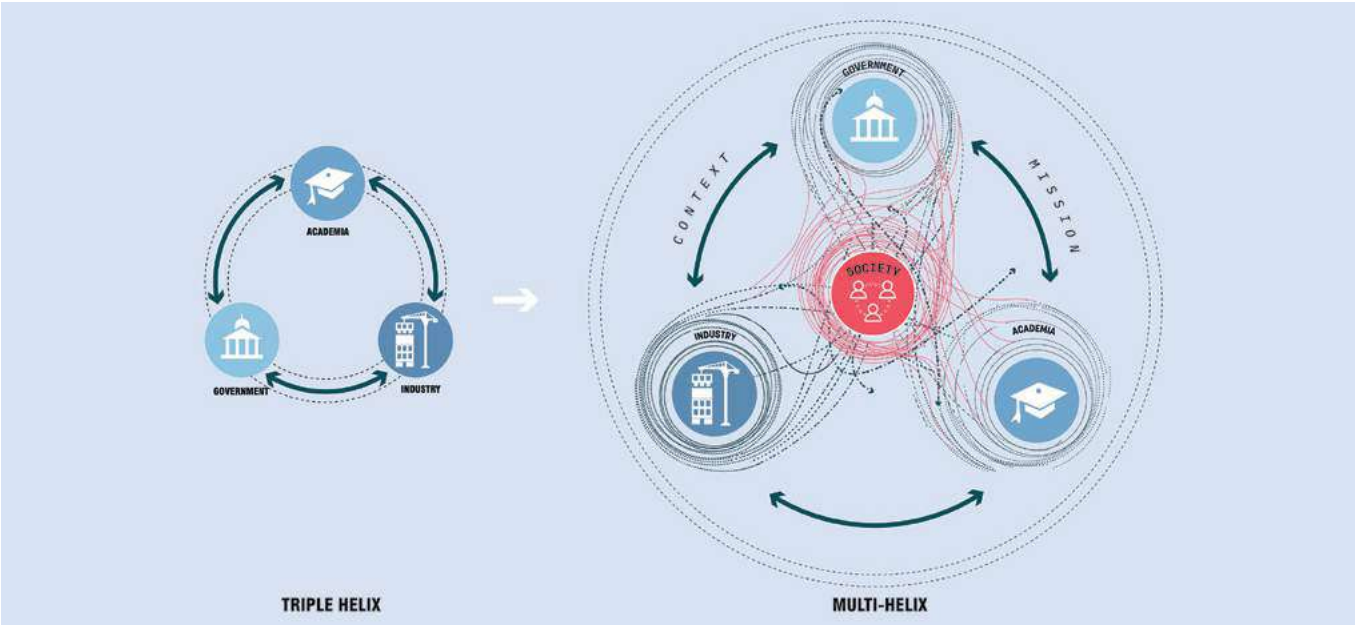 ACADEMIA
GOVERNMENT
INDUSTRY
TRIPLE HELIX
GOVERNMENT
CONTEXT
MISSION
SOCIETY
INDUSTRY
ACADEMIA
MULTI-HELIX